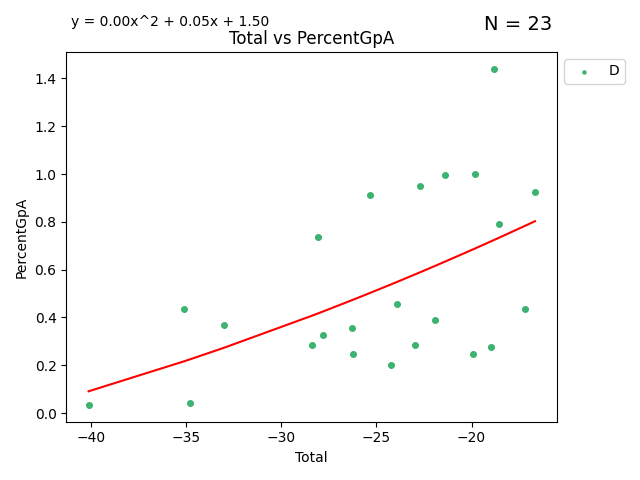 y = 0.00x^2 + 0.05x + 1.50
N = 23
Total vs PercentGpA
D
PercentGpA
1.4
1.2
1.0
0.8
0.6
0.4
0.2
0.0
−40
−35
−30
−25
−20
Total